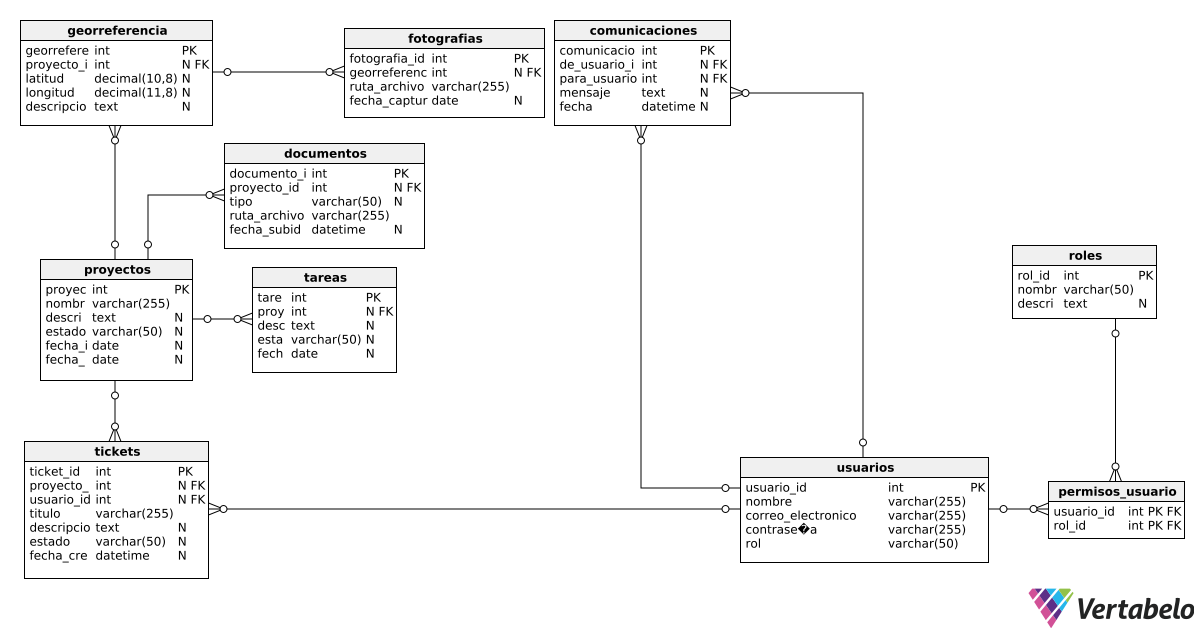 georreferencia
georrefere int PK
proyecto_i int N FK
latitud decimal(10,8) N
longitud decimal(11,8) N
descripcio text N
fotografias
fotografia_id int PK
georreferenc int N FK
ruta_archivo varchar(255)
fecha_captur date N
comunicaciones
comunicacio int PK
de_usuario_i int N FK
para_usuario int N FK
mensaje text N
fecha datetime N
documentos
documento_i int PK
proyecto_id int N FK
tipo varchar(50) N
ruta_archivo varchar(255)
fecha_subid datetime N
proyectos
proyec int PK
nombr varchar(255)
descri text N
estado varchar(50) N
fecha_i date N
fecha_ date N
tareas
tare int PK
proy int N FK
desc text N
esta varchar(50) N
fech date N
roles
rol_id int PK
nombr varchar(50)
descri text N
tickets
ticket_id int PK
proyecto_ int N FK
usuario_id int N FK
titulo varchar(255)
descripcio text N
estado varchar(50) N
fecha_cre datetime N
usuarios
usuario_id int PK
nombre varchar(255)
correo_electronico varchar(255)
contrase�a varchar(255)
rol varchar(50)
permisos_usuario
usuario_id int PK FK
rol_id int PK FK
Vertabelo